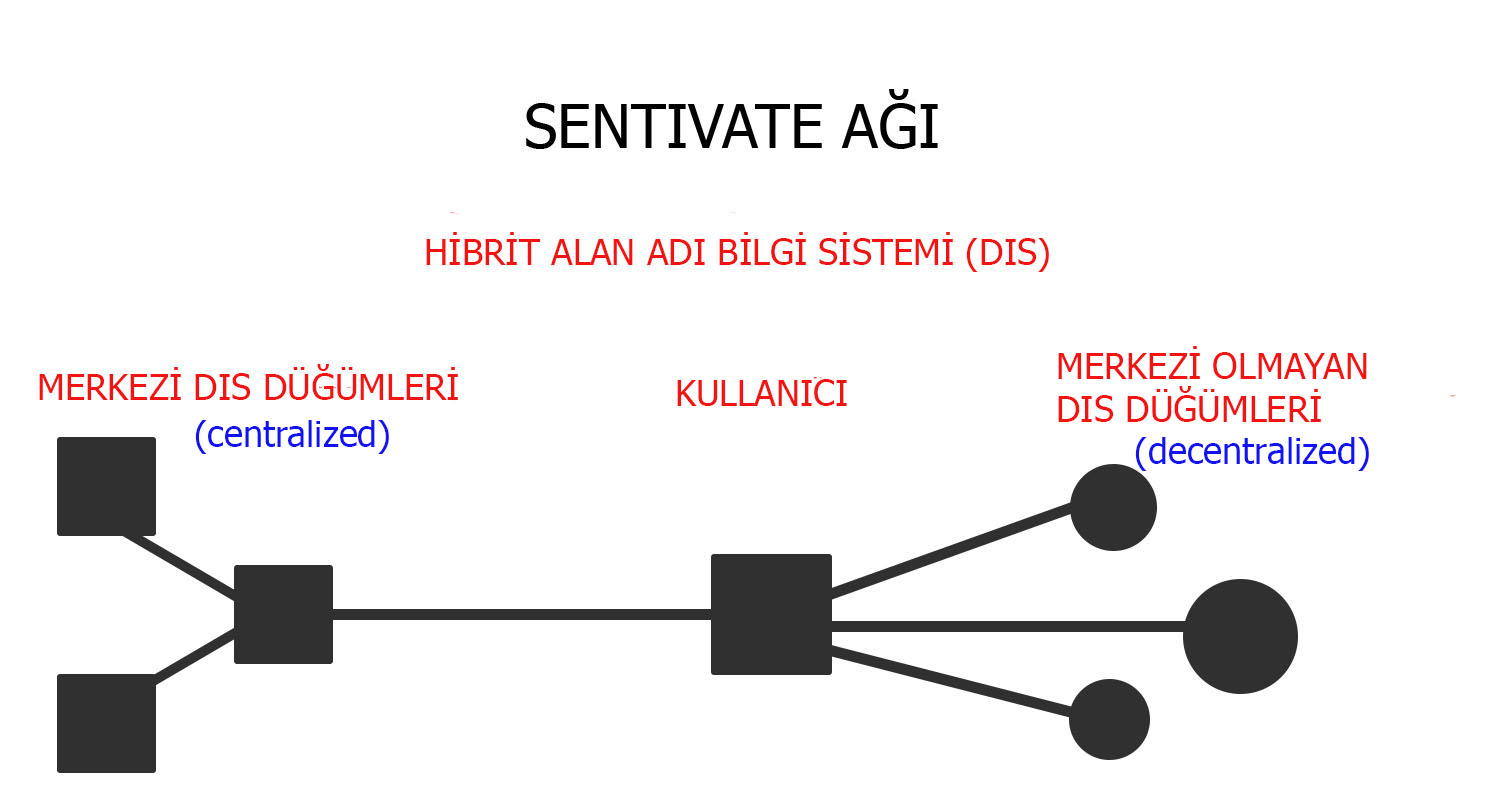 SENTIVATE AĞI
HİBRİT ALAN ADI BİLGİ SİSTEMİ (DIS)
MERKEZİ DIS DÜĞÜMLERİ
(centralized)
KULLANICI
MERKEZİ OLMAYAN
DIS DÜĞÜMLERİ
(decentralized)